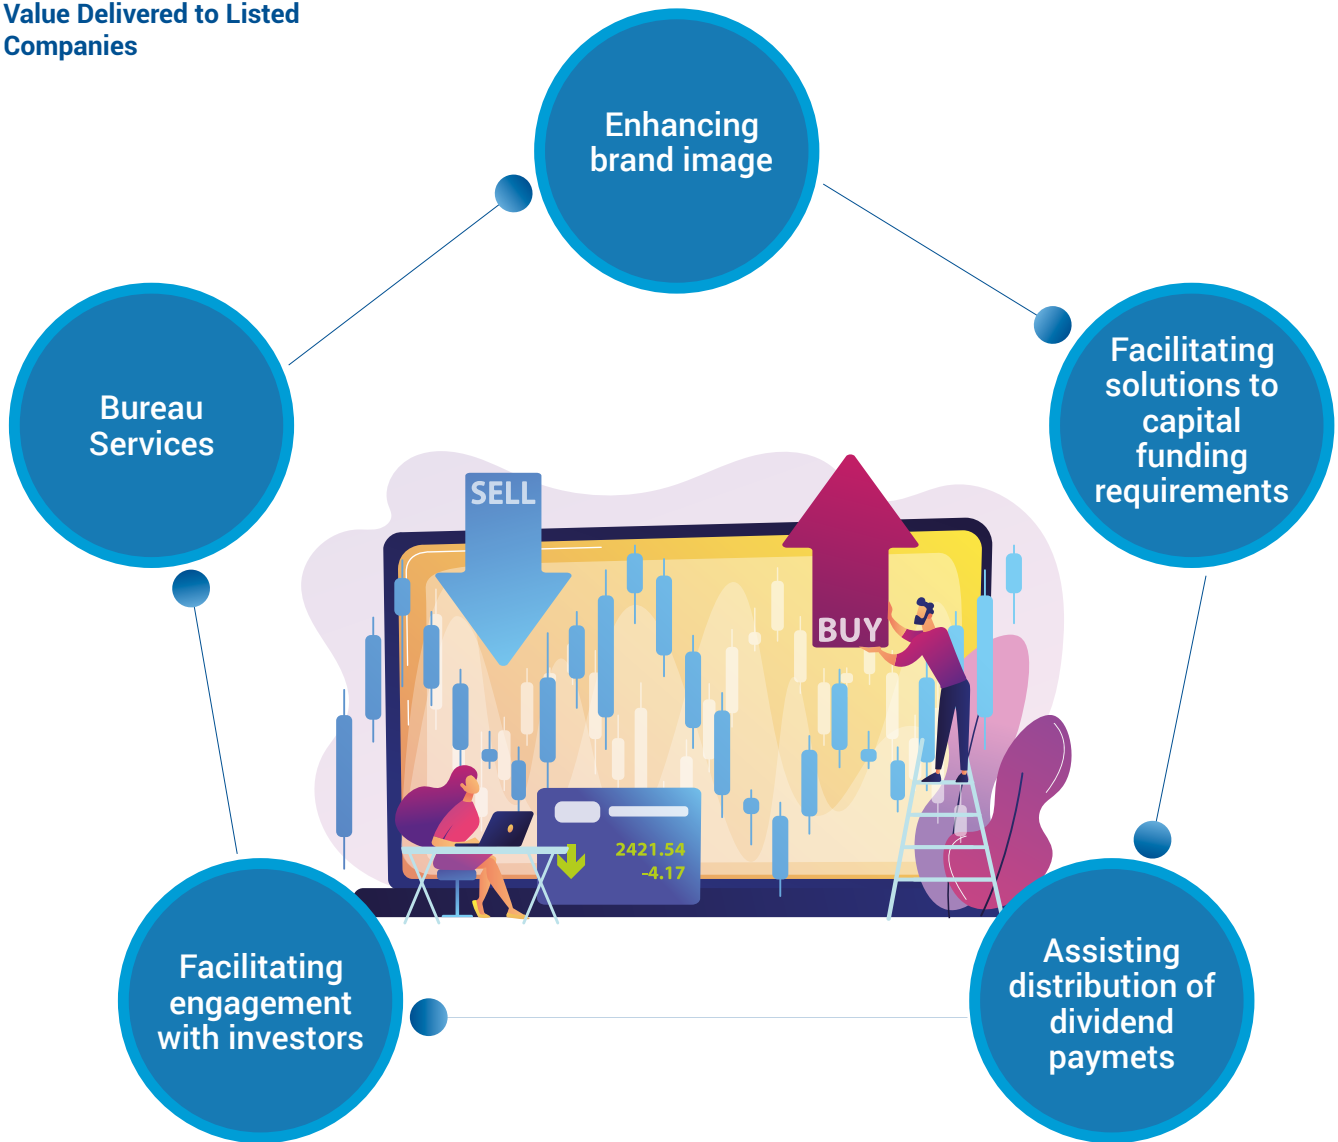 Value Delivered to Listed
Companies
Enhancing
brand image
Facilitating
solutions to
capital
funding
requirements
Bureau
Services
SELL
BUY
2421.54
-4.17
Facilitating
engagement
with investors
Assisting
distribution of
dividend
paymets